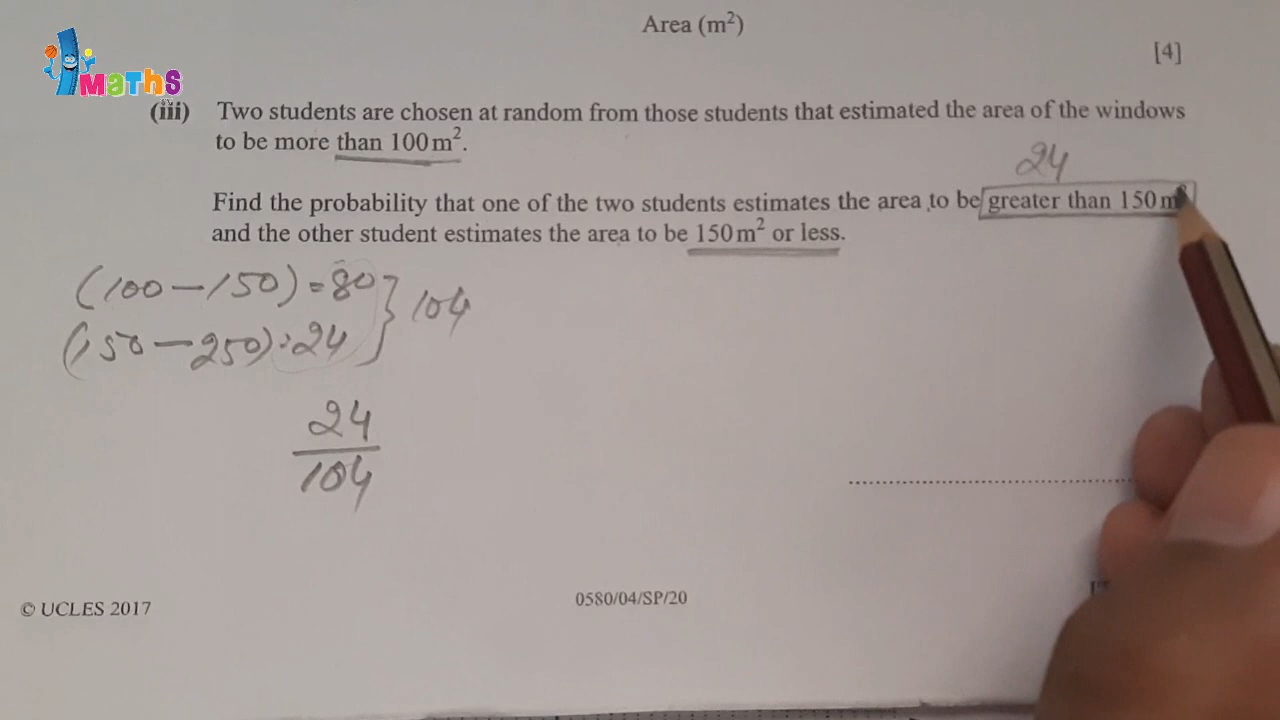 Area (m²)
[4]
Maths
(iii) Two students are chosen at random from those students that estimated the area of the windows
to be more than 100 m².
24
Find the probability that one of the two students estimates the area to be greater than 150 m²
and the other student estimates the area to be 150 m² or less.
(100 – 150) = 80 } 104
(150 – 250) : 24
24
104
© UCLES 2017
0580/04/SP/20